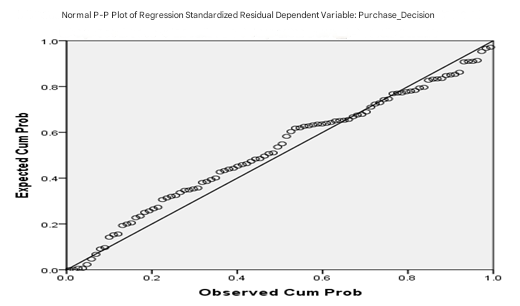 Normal P-P Plot of Regression Standardized Residual Dependent Variable: Purchase_Decision
1.0
0.8
0.6
0.4
0.2
0.0
Expected Cum Prob
0.0 0.2 0.4 0.6 0.8 1.0
Observed Cum Prob